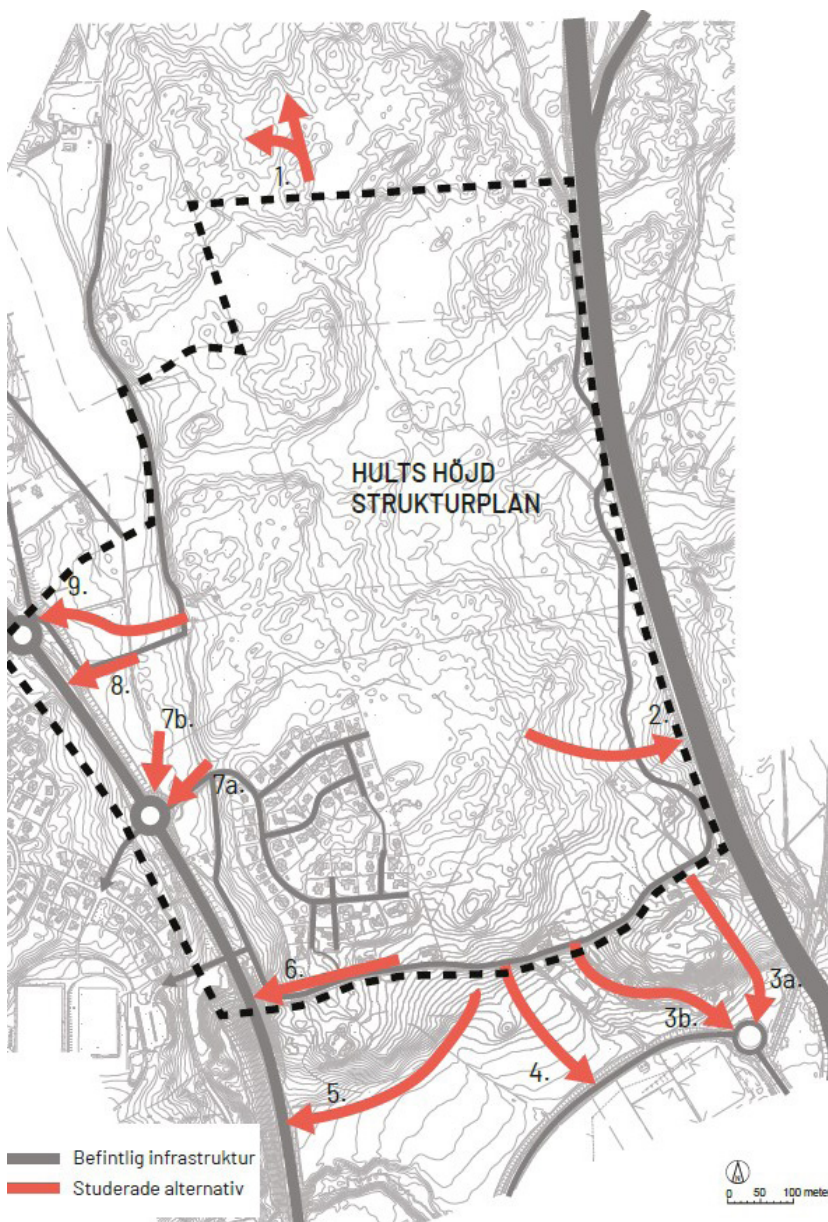 1.
HULTS HÖJD
STRUKTURPLAN
9.
8.
7b.
2.
7a.
6.
3a.
3b.
4.
5.
Befintlig infrastruktur
Studerade alternativ
N
0 50 100 meter